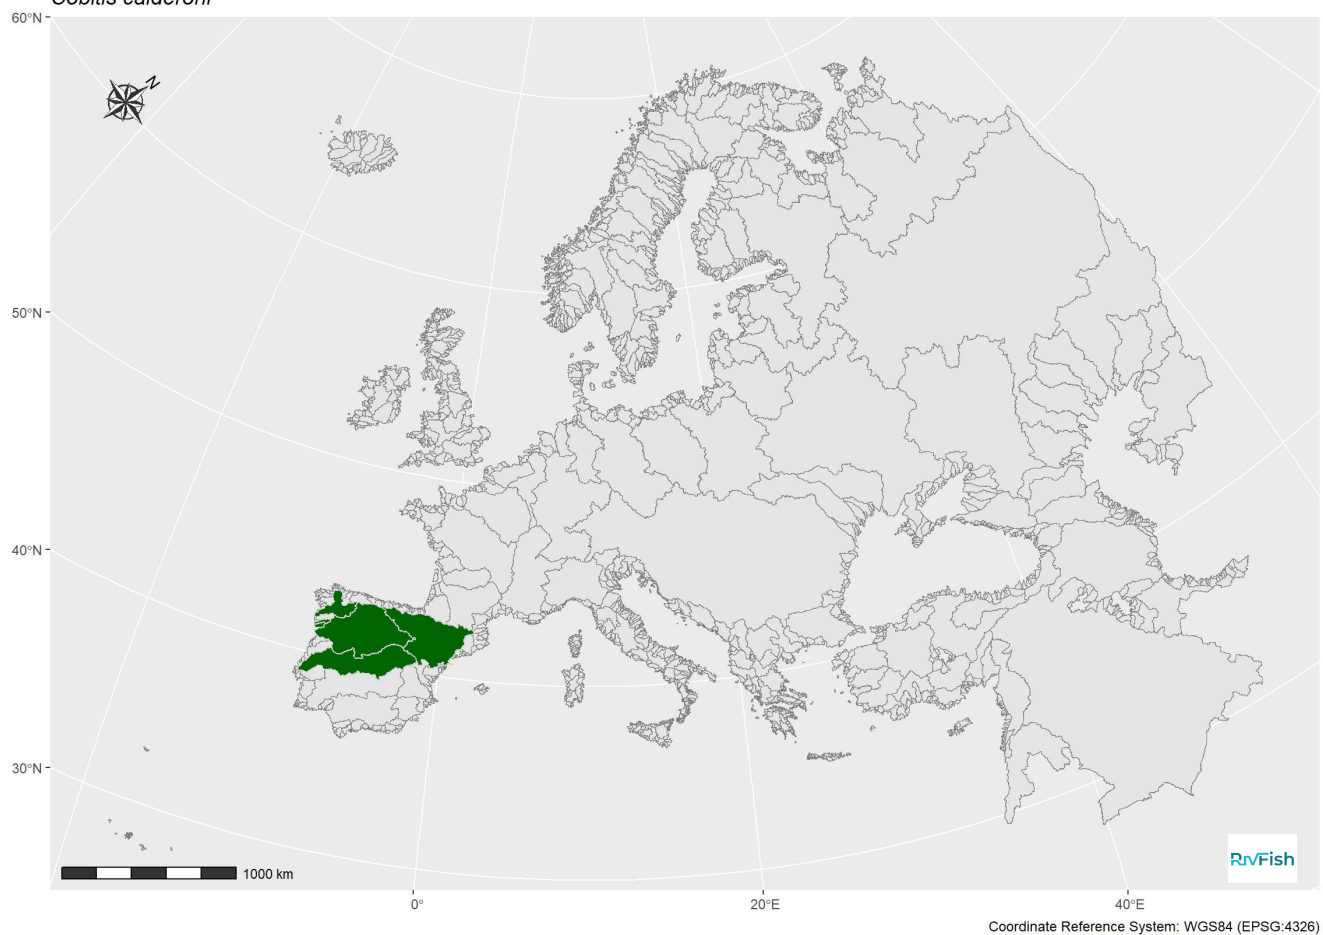 Cobitis calderoni
60°N
N
50°N
40°N
30°N
1000 km
RivFish
0°
20°E
40°E
Coordinate Reference System: WGS84 (EPSG:4326)